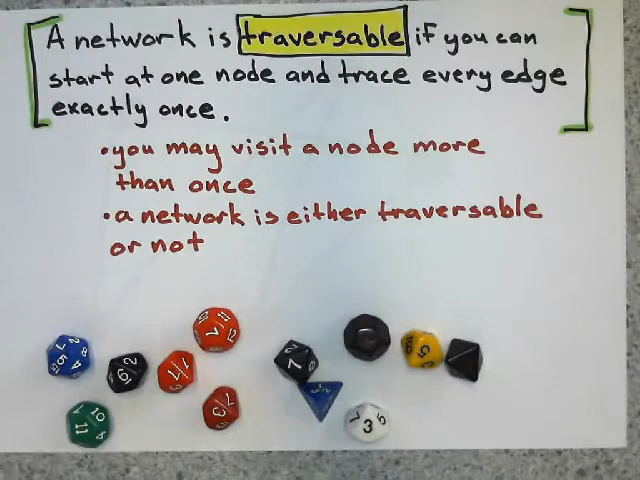 A network is traversable if you can
start at one node and trace every edge
exactly once.
•you may visit a node more
than once
•a network is either traversable
or not